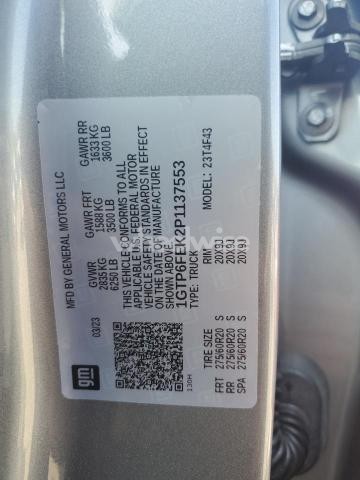 MFD BY GENERAL MOTORS LLC
GVWR GAWR FRT GAWR RR
2835 KG 1588 KG 1633 KG
6250 LB 3500 LB 3600 LB
THIS VEHICLE CONFORMS TO ALL
APPLICABLE U.S. FEDERAL MOTOR
VEHICLE SAFETY STANDARDS IN EFFECT
ON THE DATE OF MANUFACTURE
SHOWN ABOVE.
03/23
gm
1GTP6FEK2P1137553
TYPE: TRUCK MODEL: 23T4F43
130H
TIRE SIZE RIM
FRT 275/60R20 S 20X9J
RR 275/60R20 S 20X9J
SPA 275/60R20 S 20X9J